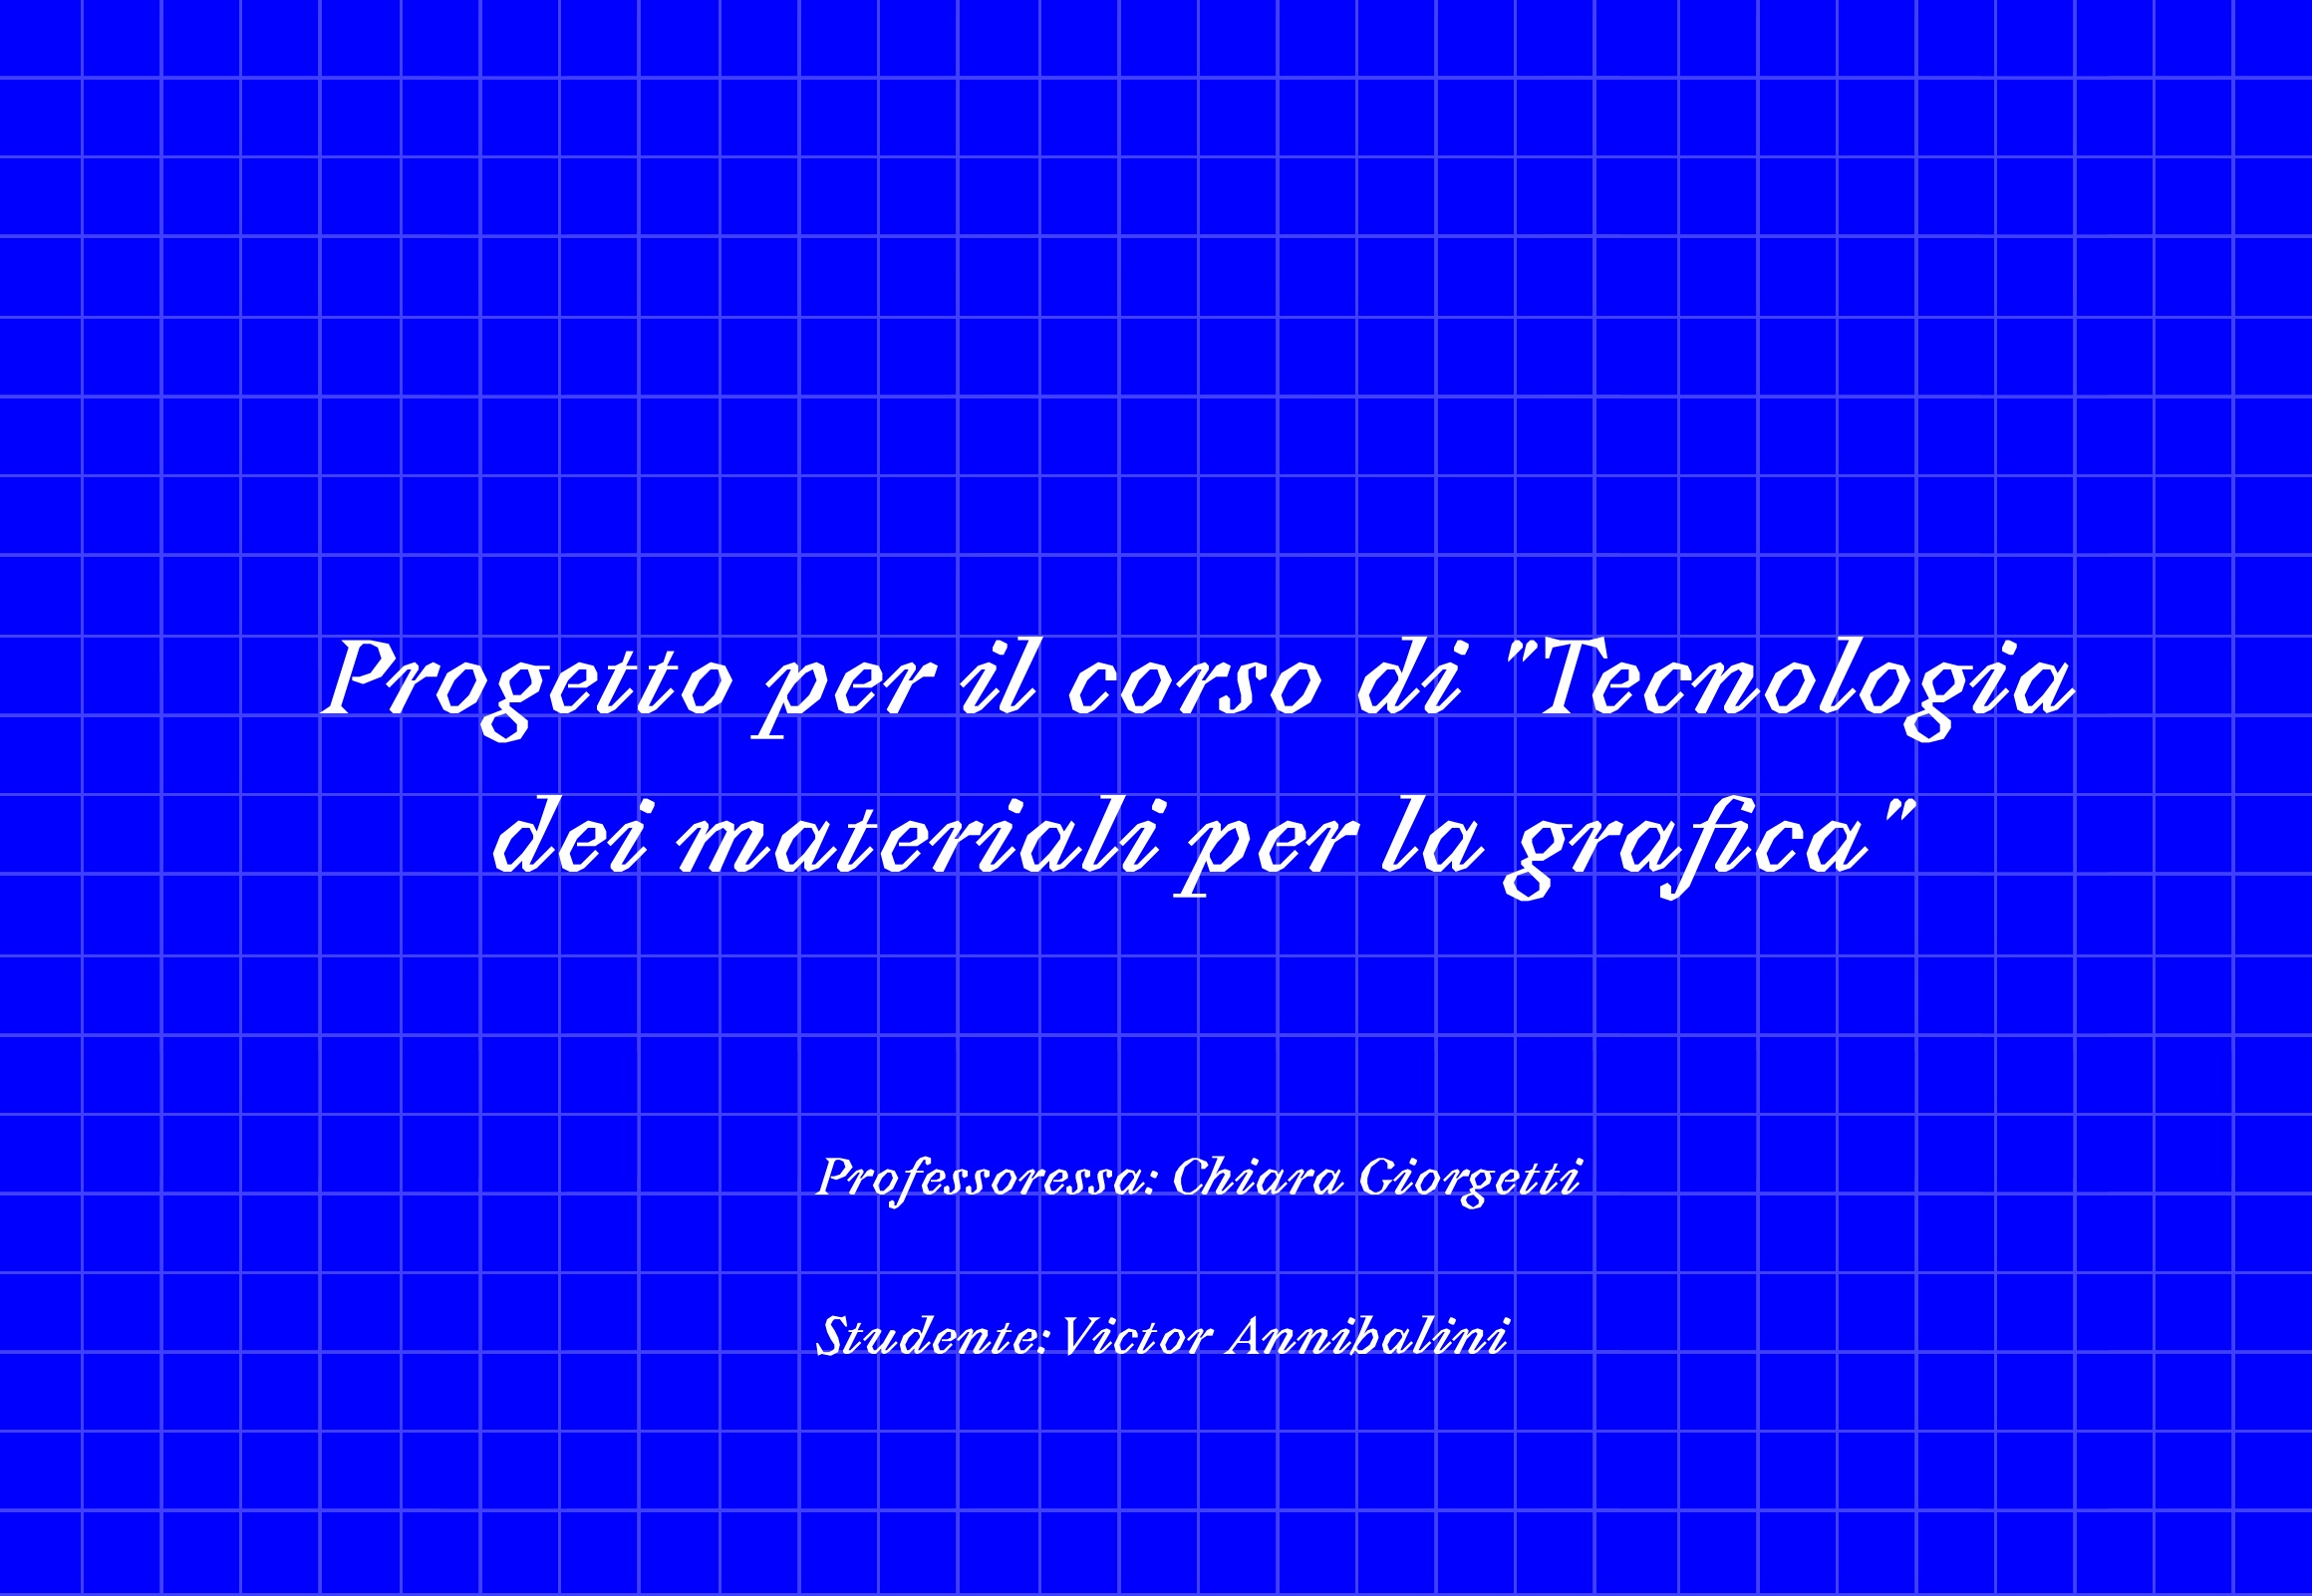 Progetto per il corso di "Tecnologia
dei materiali per la grafica"
Professoressa: Chiara Giorgetti
Studente: Victor Annibalini